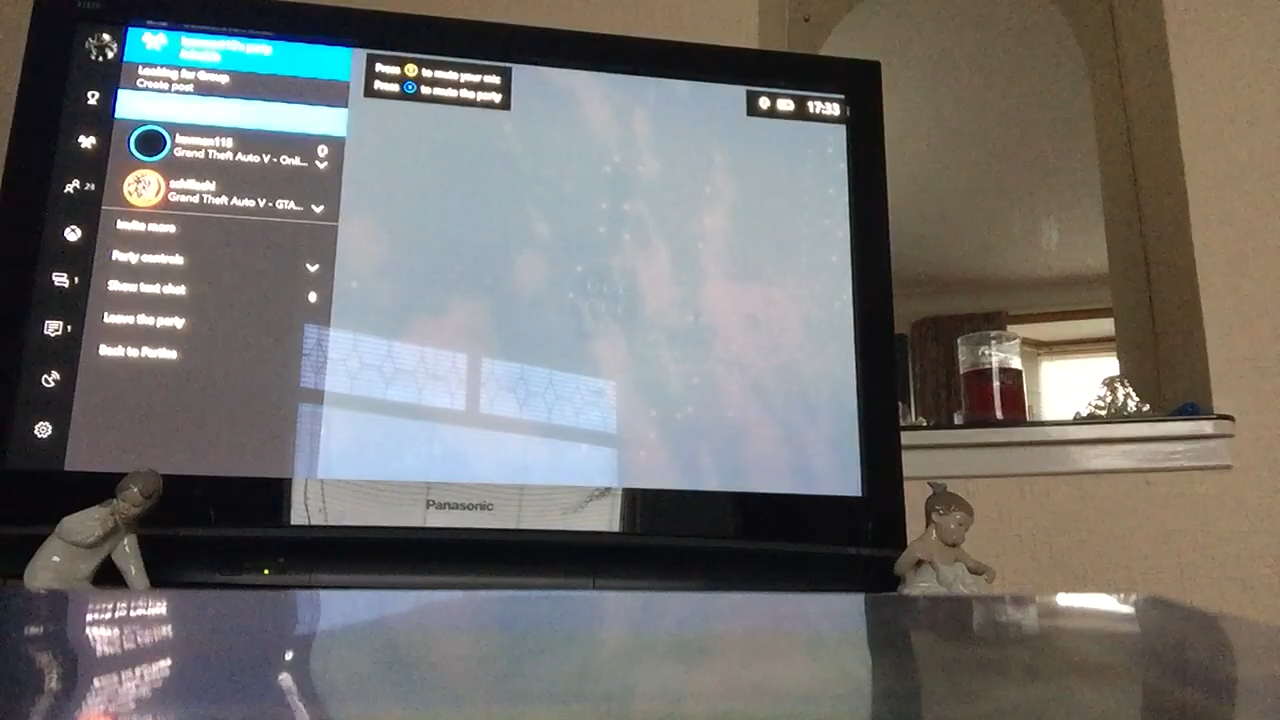 Looking for Group
Create post
Press Y to mute your mic
Press X to mute the party
17:33
Grand Theft Auto V - Onli...
Grand Theft Auto V - GTA...
Invite more
Party controls
Show text chat
0
Leave the party
Back to Parties
Panasonic